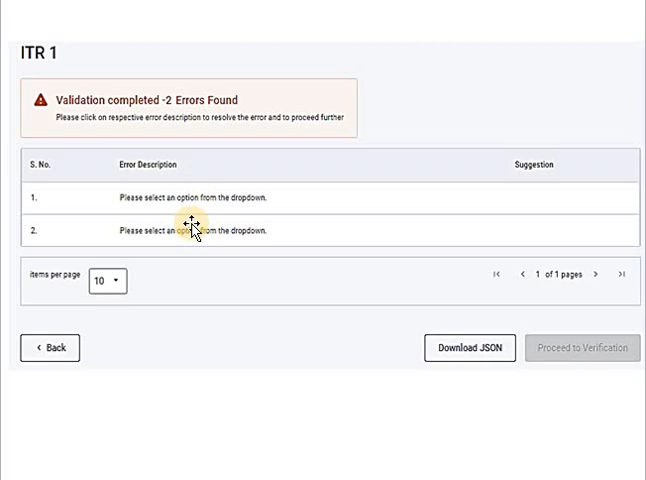 ITR 1
Validation completed -2 Errors Found
Please click on respective error description to resolve the error and to proceed further
S. No. Error Description Suggestion
1. Please select an option from the dropdown.
2. Please select an option from the dropdown.
items per page 10 1 of 1 pages
Back Download JSON Proceed to Verification